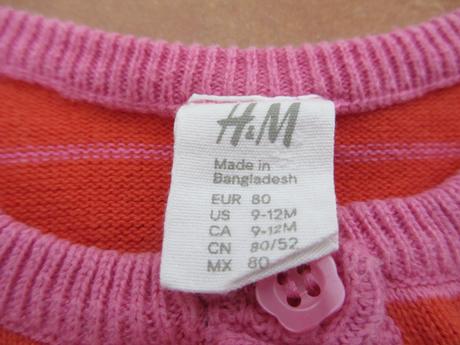 H&M
Made in
Bangladesh
EUR 80
US 9-12M
CA 9-12M
CN 80/52
MX 80